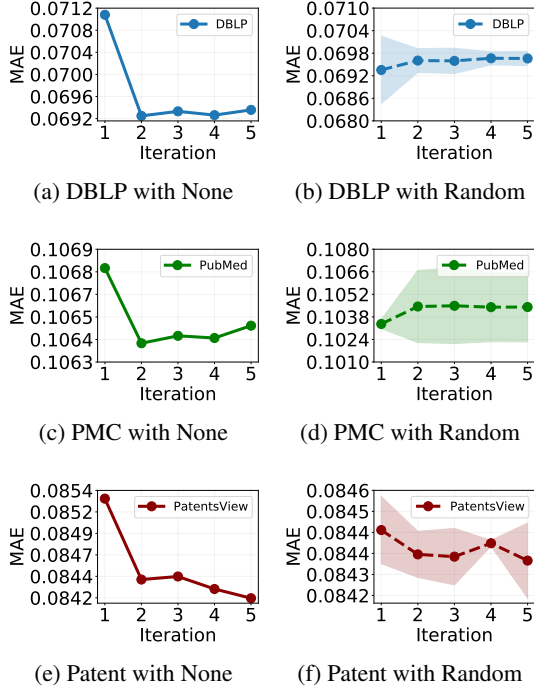 0.0712
0.0708
0.0704
0.0700
0.0696
0.0692
MAE
DBLP
1 2 3 4 5
Iteration
(a) DBLP with None
0.0710
0.0704
0.0698
0.0692
0.0686
0.0680
MAE
DBLP
1 2 3 4 5
Iteration
(b) DBLP with Random
0.1069
0.1068
0.1067
0.1065
0.1064
0.1063
MAE
PubMed
1 2 3 4 5
Iteration
(c) PMC with None
0.1080
0.1066
0.1052
0.1038
0.1024
0.1010
MAE
PubMed
1 2 3 4 5
Iteration
(d) PMC with Random
0.0854
0.0852
0.0849
0.0847
0.0844
0.0842
MAE
PatentsView
1 2 3 4 5
Iteration
(e) Patent with None
0.0846
0.0844
0.0844
0.0843
0.0842
MAE
PatentsView
1 2 3 4 5
Iteration
(f) Patent with Random